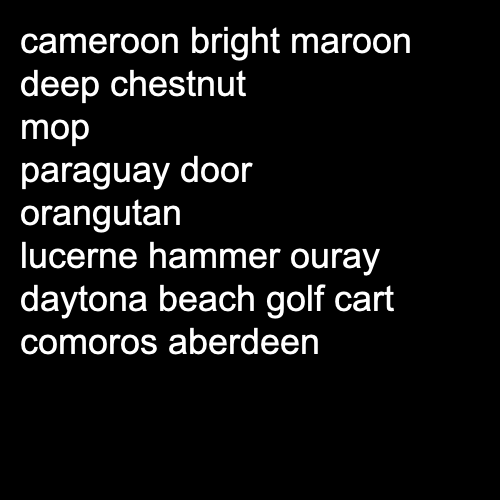 cameroon bright maroon
deep chestnut
mop
paraguay door
orangutan
lucerne hammer ouray
daytona beach golf cart
comoros aberdeen